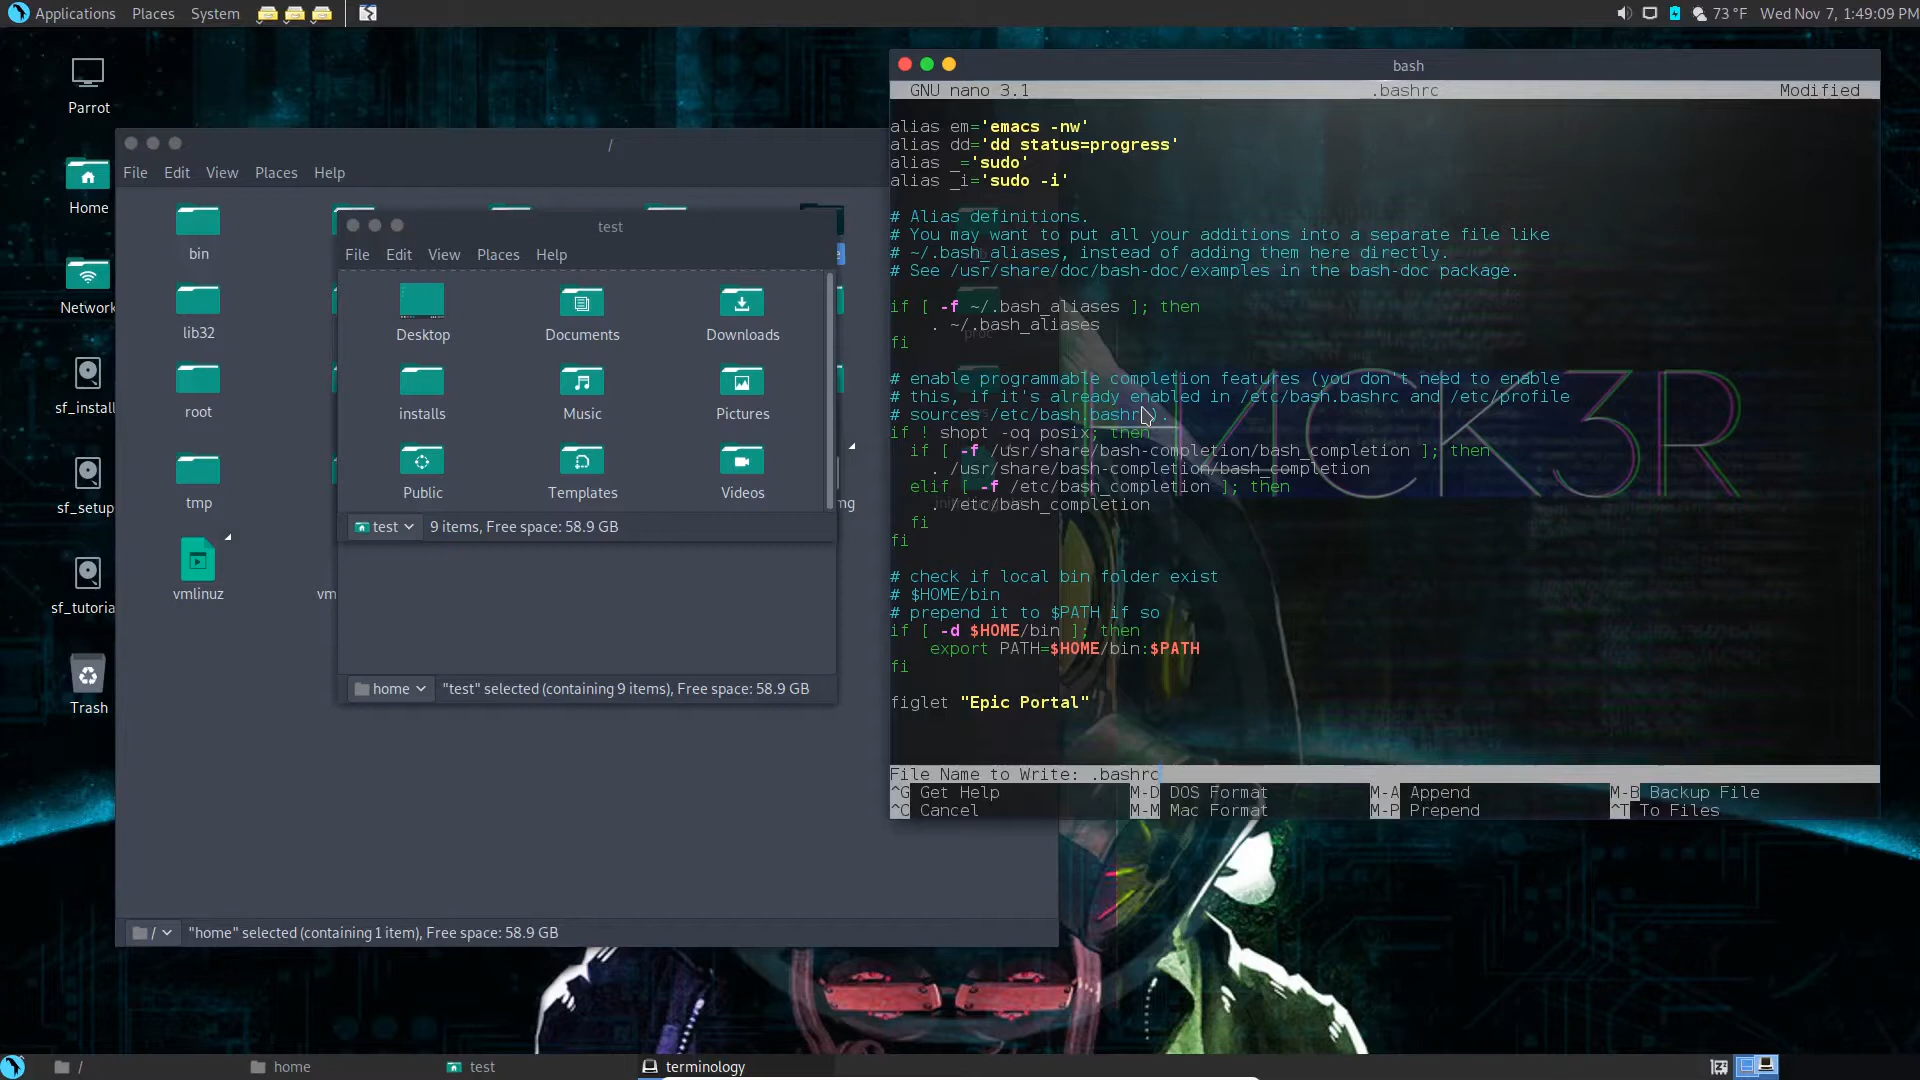 Applications Places System
73 °F Wed Nov 7, 1:49:09 PM
Parrot
Home
Network
sf_install
sf_setup
sf_tutoria
Trash
/
File Edit View Places Help
bin
lib32
root
tmp
vmlinuz
vm
e
mg
test
File Edit View Places Help
Desktop Documents Downloads
installs Music Pictures
Public Templates Videos
test 9 items, Free space: 58.9 GB
home "test" selected (containing 9 items), Free space: 58.9 GB
/ "home" selected (containing 1 item), Free space: 58.9 GB
bash
GNU nano 3.1 .bashrc Modified
alias em='emacs -nw'
alias dd='dd status=progress'
alias _='sudo'
alias _i='sudo -i'
# Alias definitions.
# You may want to put all your additions into a separate file like
# ~/.bash_aliases, instead of adding them here directly.
# See /usr/share/doc/bash-doc/examples in the bash-doc package.
if [ -f ~/.bash_aliases ]; then
. ~/.bash_aliases
fi
# enable programmable completion features (you don't need to enable
# this, if it's already enabled in /etc/bash.bashrc and /etc/profile
# sources /etc/bash.bashrc).
if ! shopt -oq posix; then
if [ -f /usr/share/bash-completion/bash_completion ]; then
. /usr/share/bash-completion/bash_completion
elif [ -f /etc/bash_completion ]; then
. /etc/bash_completion
fi
fi
# check if local bin folder exist
# $HOME/bin
# prepend it to $PATH if so
if [ -d $HOME/bin ]; then
export PATH=$HOME/bin:$PATH
fi
figlet "Epic Portal"
H4CK3R
proc
File Name to Write: .bashrc
^G Get Help M-D DOS Format M-A Append M-B Backup File
^C Cancel M-M Mac Format M-P Prepend ^T To Files
/ home test terminology